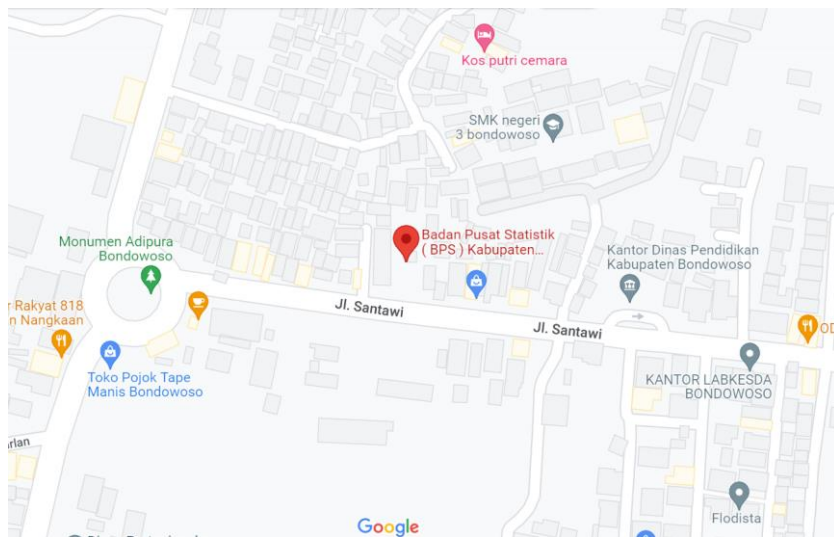 Kos putri cemara
SMK negeri
3 bondowoso
Badan Pusat Statistik
( BPS ) Kabupaten...
Monumen Adipura
Bondowoso
Kantor Dinas Pendidikan
Kabupaten Bondowoso
Rakyat 818
Nangkaan
Jl. Santawi
Jl. Santawi
OD
Toko Pojok Tape
Manis Bondowoso
KANTOR LABKESDA
BONDOWOSO
Flodista
Google